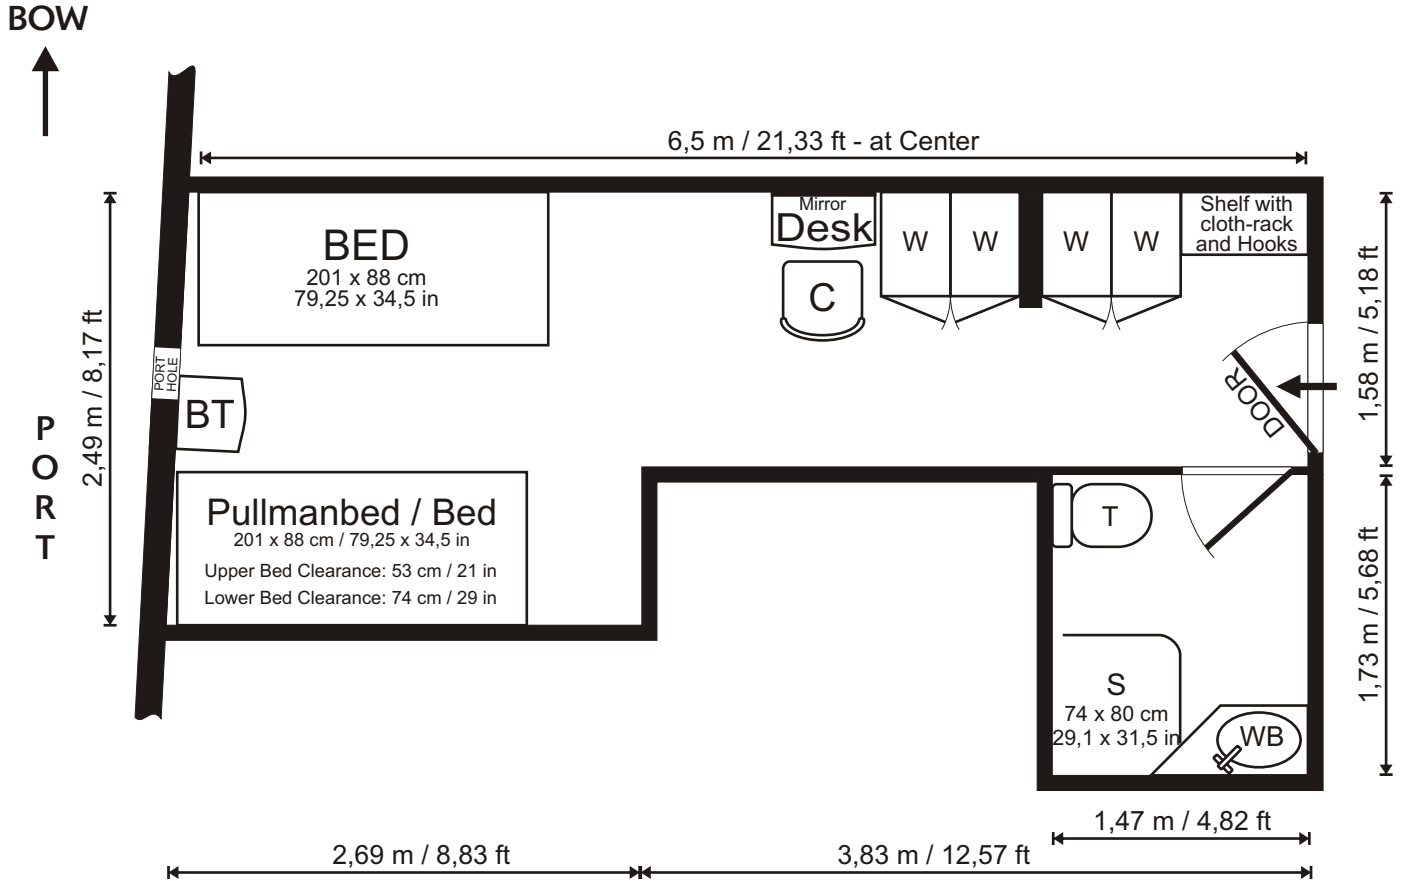 BOW
6,5 m / 21,33 ft - at Center
BED
201 x 88 cm
79,25 x 34,5 in
Mirror
Desk
C
W
W
W
W
Shelf with
cloth-rack
and Hooks
PORT
HOLE
BT
DOOR
PORT
2,49 m / 8,17 ft
1,58 m / 5,18 ft
Pullmanbed / Bed
201 x 88 cm / 79,25 x 34,5 in
Upper Bed Clearance: 53 cm / 21 in
Lower Bed Clearance: 74 cm / 29 in
T
S
74 x 80 cm
29,1 x 31,5 in
WB
1,73 m / 5,68 ft
1,47 m / 4,82 ft
2,69 m / 8,83 ft
3,83 m / 12,57 ft